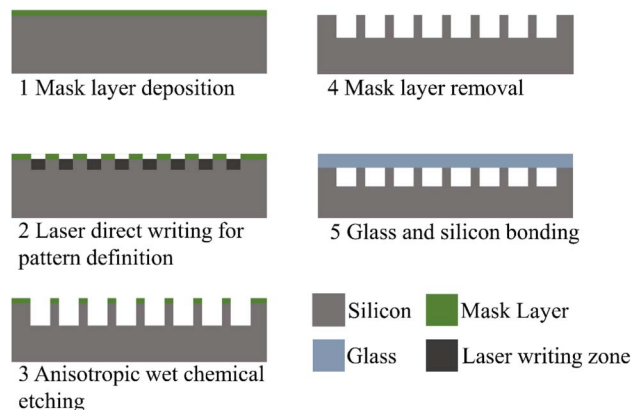 1 Mask layer deposition
2 Laser direct writing for
pattern definition
3 Anisotropic wet chemical
etching
4 Mask layer removal
5 Glass and silicon bonding
Silicon
Mask Layer
Glass
Laser writing zone